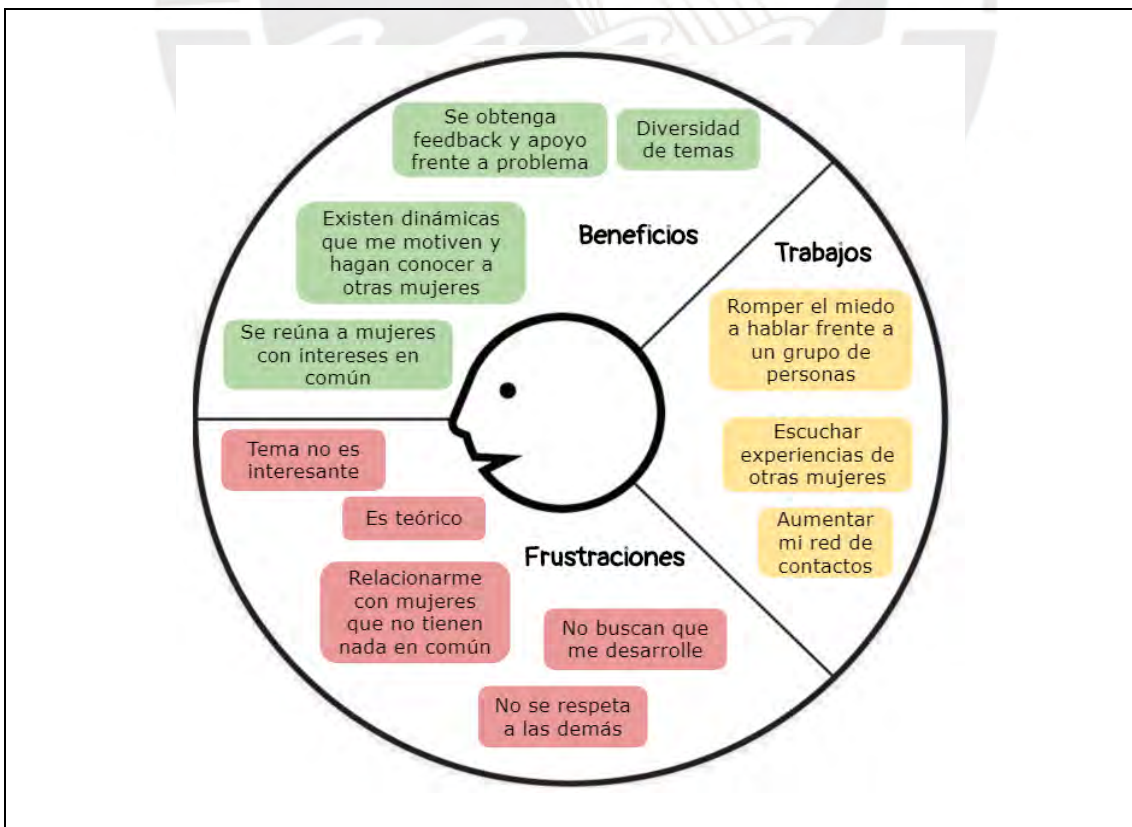 Se obtenga
feedback y apoyo
frente a problema
Diversidad
de temas
Existen dinámicas
que me motiven y
hagan conocer a
otras mujeres
Beneficios
Se reúna a mujeres
con intereses en
común
Trabajos
Romper el miedo
a hablar frente a
un grupo de
personas
Escuchar
experiencias de
otras mujeres
Aumentar
mi red de
contactos
Tema no es
interesante
Es teórico
Frustraciones
Relacionarme
con mujeres
que no tienen
nada en común
No buscan que
me desarrolle
No se respeta
a las demás